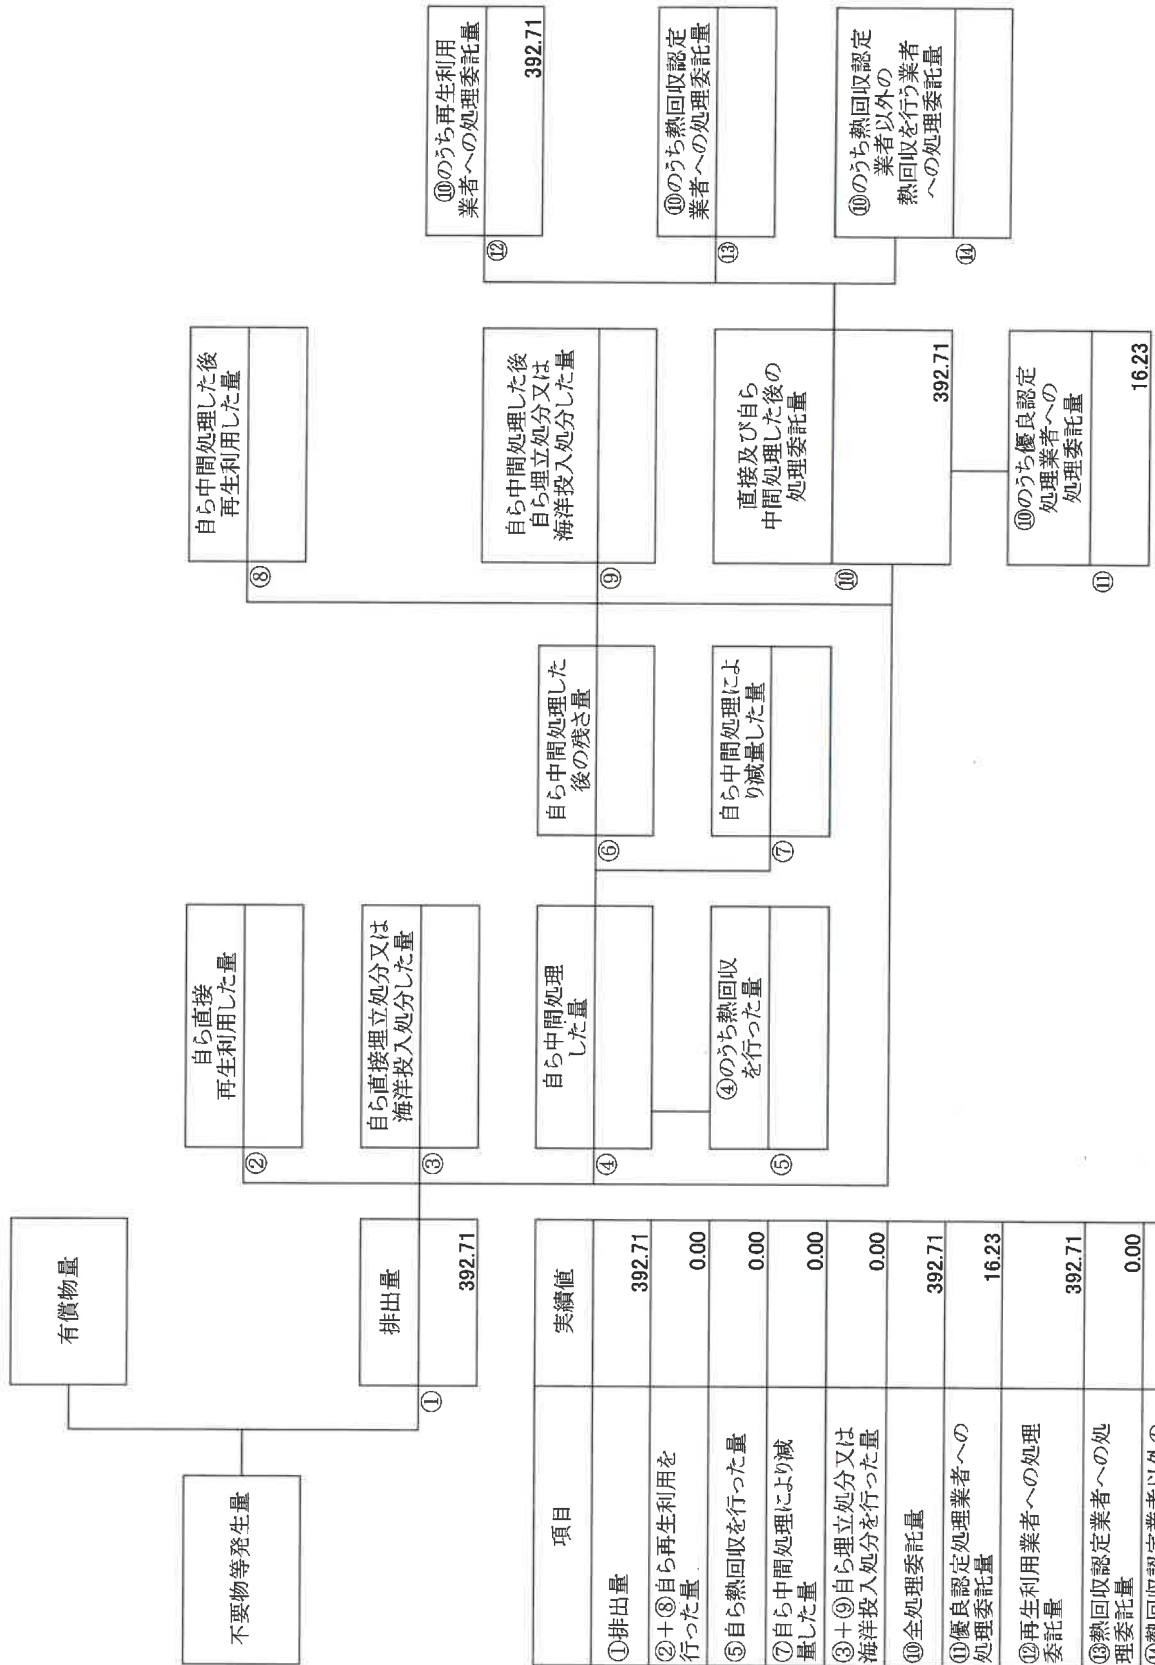 不要物等発生量
有償物量
排出量
①
392.71
自ら直接
再生利用した量
②
自ら直接埋立処分又は
海洋投入処分した量
③
自ら中間処理
した量
④
④のうち熱回収
を行った量
⑤
自ら中間処理した
後の残さ量
⑥
自ら中間処理によ
り減量した量
⑦
自ら中間処理した後
再生利用した量
⑧
自ら中間処理した後
自ら埋立処分又は
海洋投入処分した量
⑨
直接及び自ら
中間処理した後の
処理委託量
⑩
392.71
⑩のうち優良認定
処理業者への
処理委託量
⑪
16.23
⑩のうち再生利用
業者への処理委託量
⑫
392.71
⑩のうち熱回収認定
業者への処理委託量
⑬
⑩のうち熱回収認定
業者以外の
熱回収を行う業者
への処理委託量
⑭
項目
実績値
①排出量
392.71
②+⑧自ら再生利用を
行った量
0.00
⑤自ら熱回収を行った量
0.00
⑦自ら中間処理により減
量した量
0.00
③+⑨自ら埋立処分又は
海洋投入処分を行った量
0.00
⑩全処理委託量
392.71
⑪優良認定処理業者への
処理委託量
16.23
⑫再生利用業者への処理
委託量
392.71
⑬熱回収認定業者への処
理委託量
0.00
⑭熱回収認定業者以外の